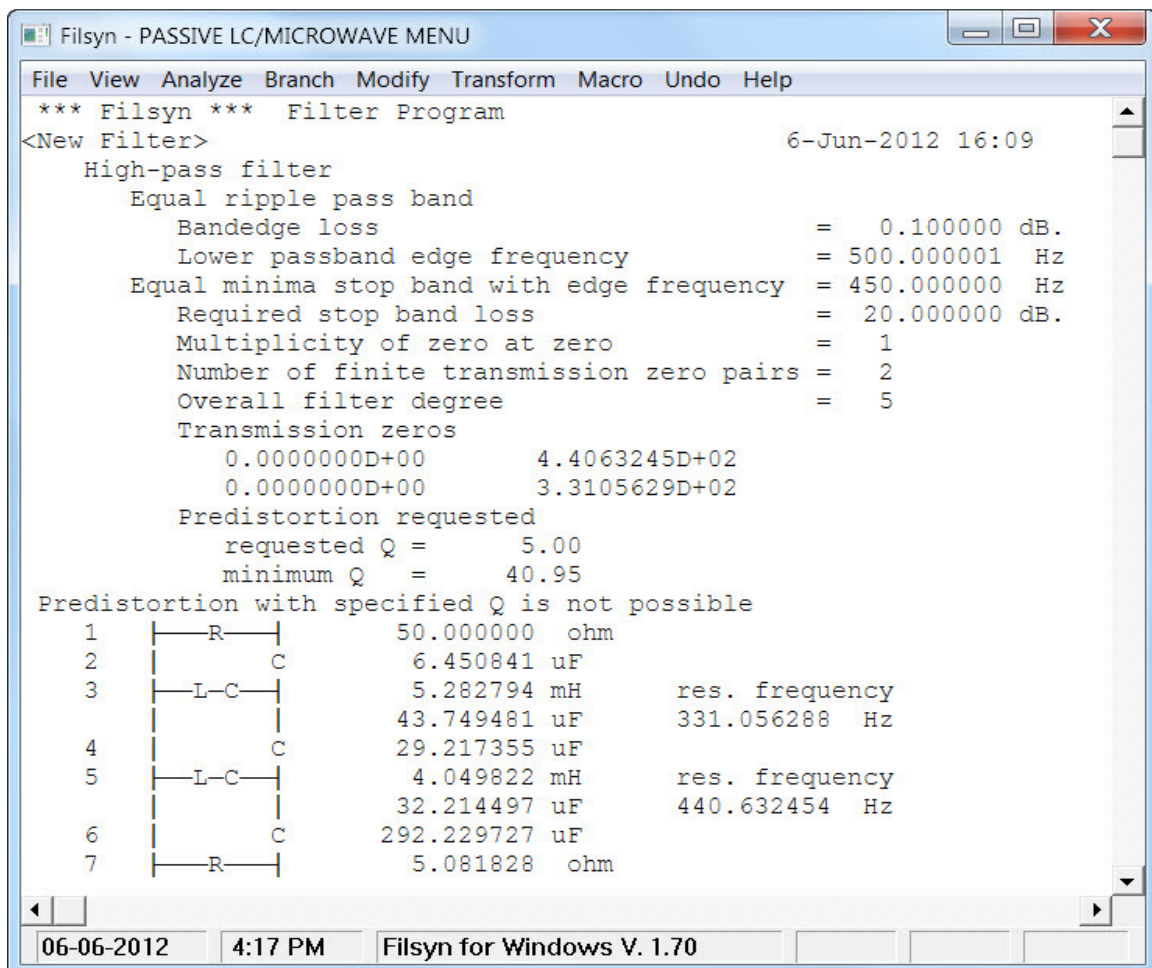 Filsyn - PASSIVE LC/MICROWAVE MENU
File View Analyze Branch Modify Transform Macro Undo Help
*** Filsyn *** Filter Program
<New Filter> 6-Jun-2012 16:09
High-pass filter
Equal ripple pass band
Bandedge loss = 0.100000 dB.
Lower passband edge frequency = 500.000001 Hz
Equal minima stop band with edge frequency = 450.000000 Hz
Required stop band loss = 20.000000 dB.
Multiplicity of zero at zero = 1
Number of finite transmission zero pairs = 2
Overall filter degree = 5
Transmission zeros
0.0000000D+00 4.4063245D+02
0.0000000D+00 3.3105629D+02
Predistortion requested
requested Q = 5.00
minimum Q = 40.95
Predistortion with specified Q is not possible
1 R 50.000000 ohm
2 C 6.450841 uF
3 L-C 5.282794 mH res. frequency
43.749481 uF 331.056288 Hz
4 C 29.217355 uF
5 L-C 4.049822 mH res. frequency
32.214497 uF 440.632454 Hz
6 C 292.229727 uF
7 R 5.081828 ohm
06-06-2012 4:17 PM Filsyn for Windows V. 1.70